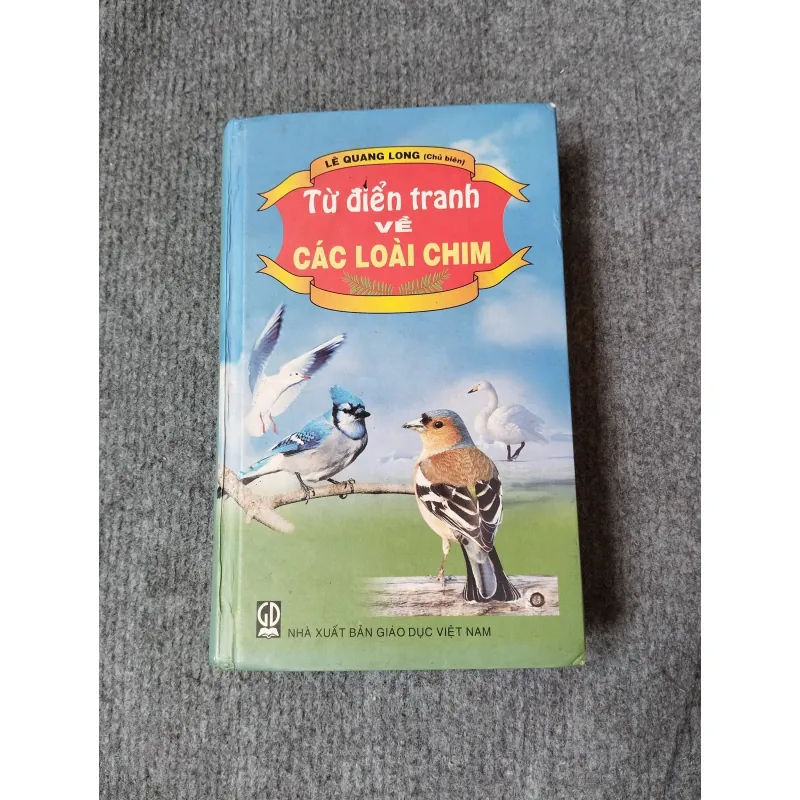 LÊ QUANG LONG (Chủ biên)
Từ điển tranh
VỀ
CÁC LOÀI CHIM
GD
NHÀ XUẤT BẢN GIÁO DỤC VIỆT NAM